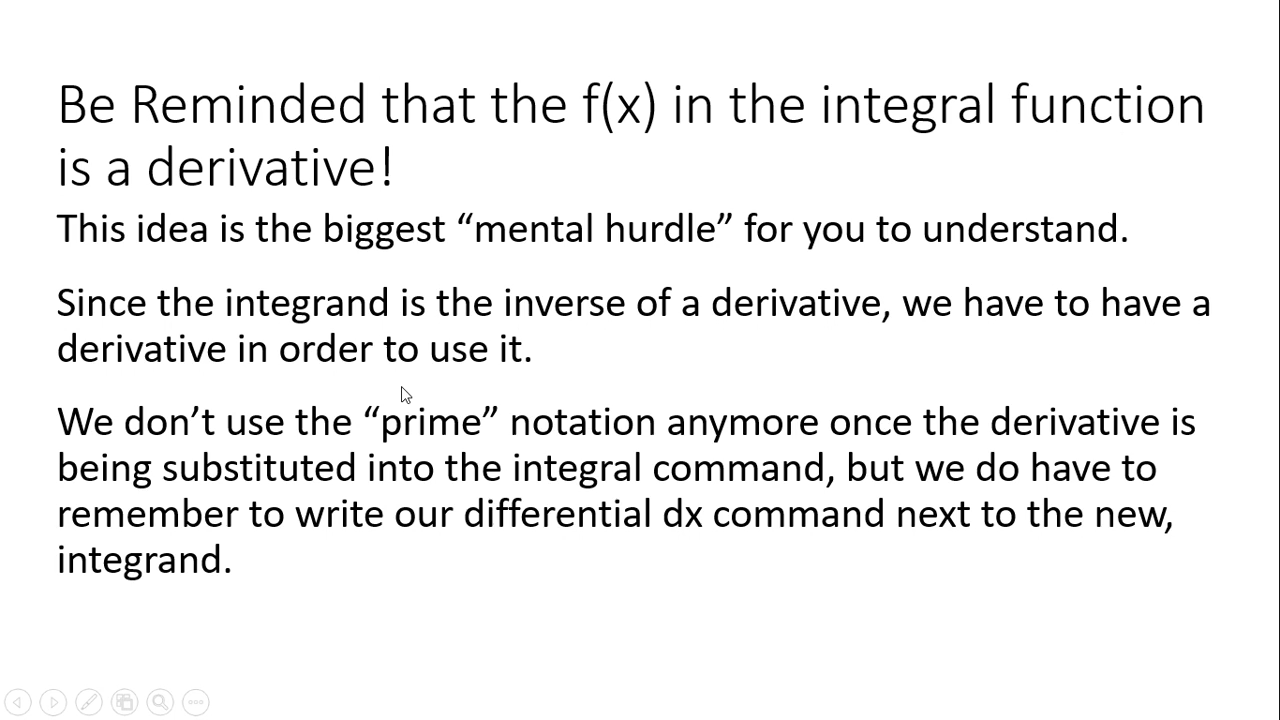 Be Reminded that the f(x) in the integral function
is a derivative!
This idea is the biggest “mental hurdle” for you to understand.
Since the integrand is the inverse of a derivative, we have to have a
derivative in order to use it.
We don’t use the “prime” notation anymore once the derivative is
being substituted into the integral command, but we do have to
remember to write our differential dx command next to the new,
integrand.